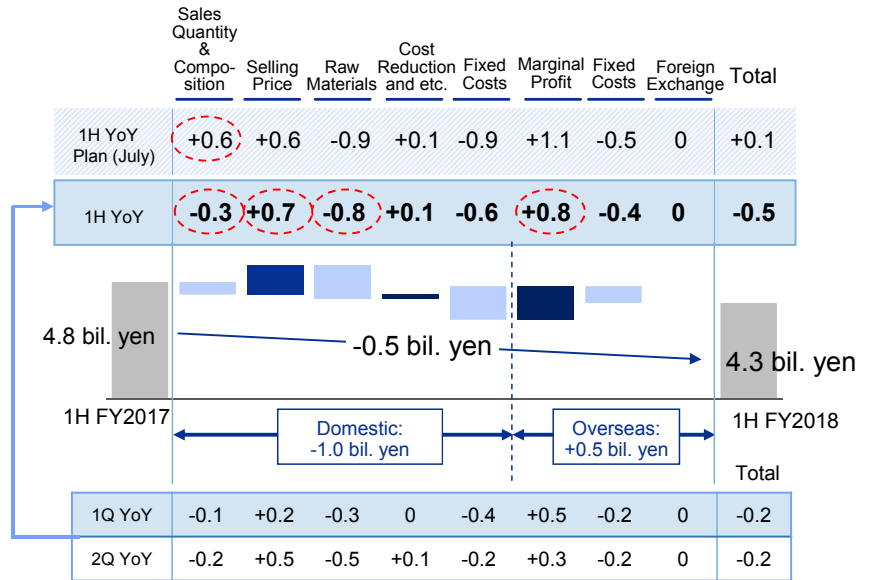 Sales
Quantity
&
Compo-
sition
Selling
Price
Raw
Materials
Cost
Reduction
and etc.
Fixed
Costs
Marginal
Profit
Fixed
Costs
Foreign
Exchange
Total
1H YoY
Plan (July)
+0.6 +0.6 -0.9 +0.1 -0.9 +1.1 -0.5 0 +0.1
1H YoY -0.3 +0.7 -0.8 +0.1 -0.6 +0.8 -0.4 0 -0.5
4.8 bil. yen
-0.5 bil. yen
4.3 bil. yen
1H FY2017
1H FY2018
Domestic:
-1.0 bil. yen
Overseas:
+0.5 bil. yen
Total
1Q YoY -0.1 +0.2 -0.3 0 -0.4 +0.5 -0.2 0 -0.2
2Q YoY -0.2 +0.5 -0.5 +0.1 -0.2 +0.3 -0.2 0 -0.2